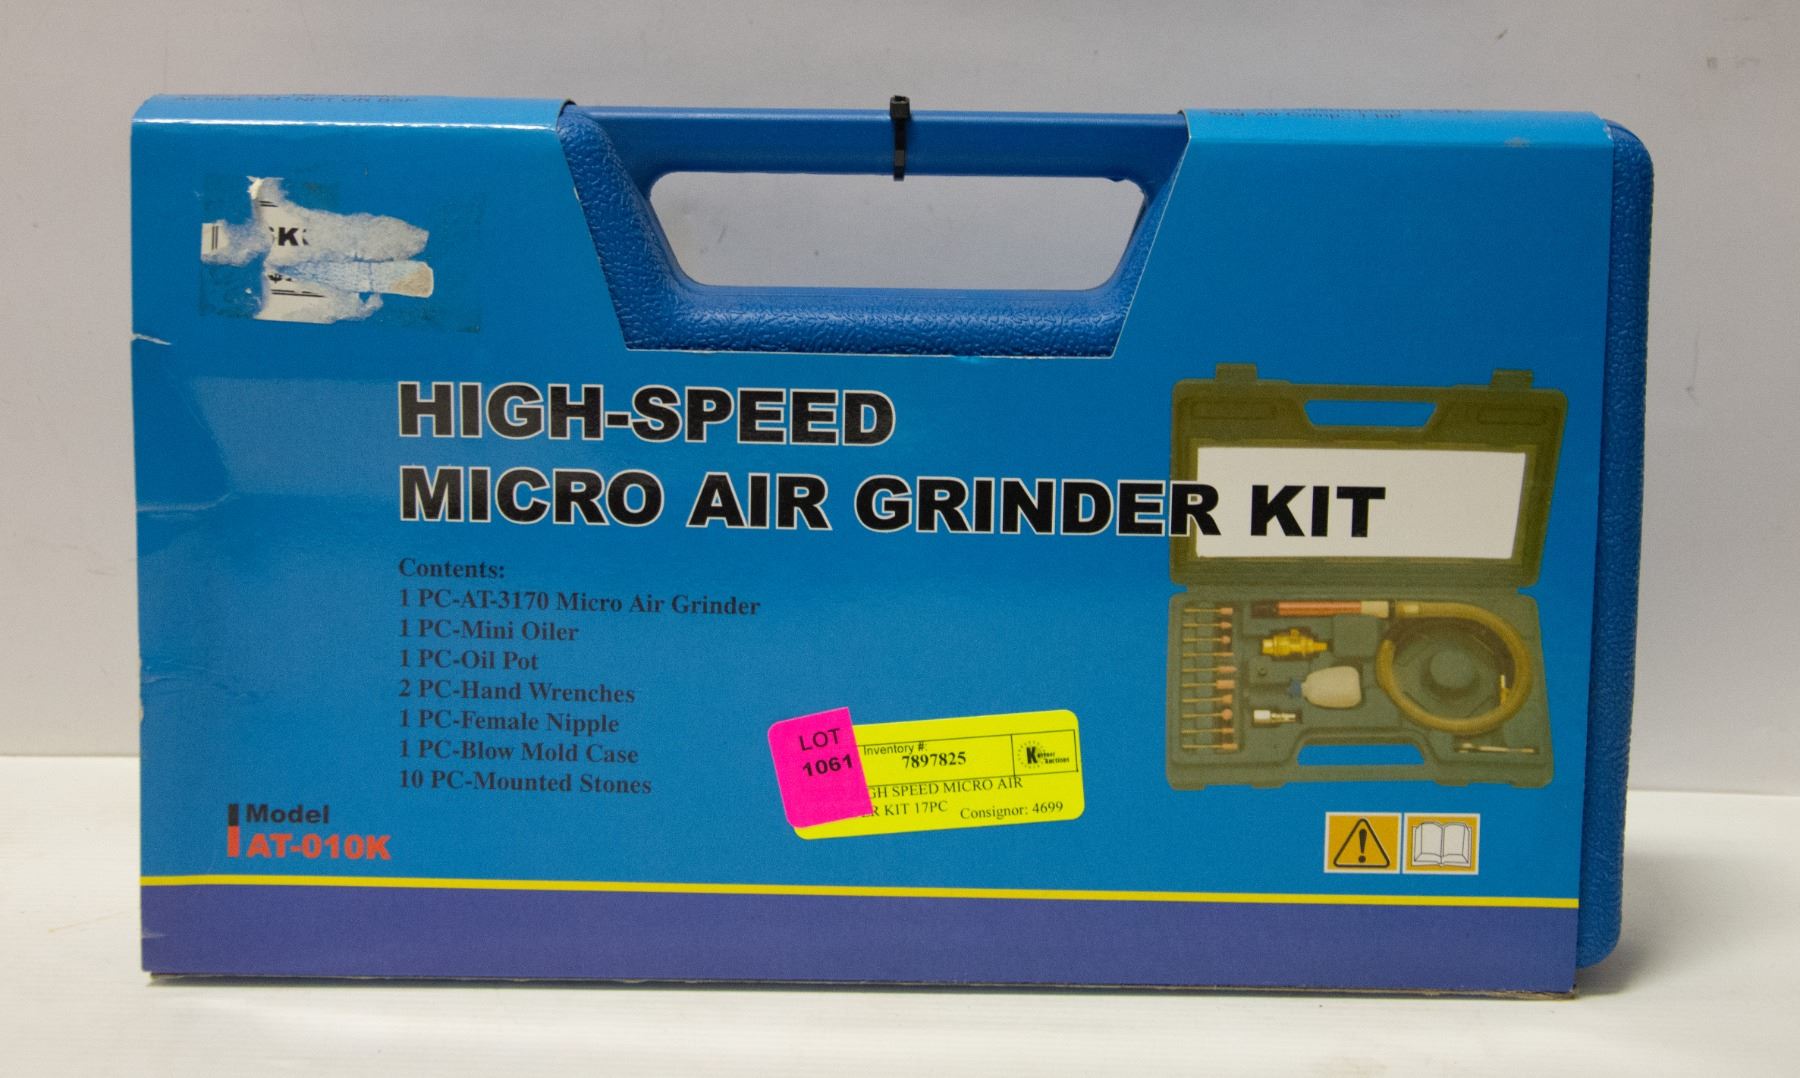 HIGH-SPEED
MICRO AIR GRINDER KIT
Contents:
1 PC-AT-3170 Micro Air Grinder
1 PC-Mini Oiler
1 PC-Oil Pot
2 PC-Hand Wrenches
1 PC-Female Nipple
1 PC-Blow Mold Case
10 PC-Mounted Stones
Model
AT-010K
LOT
1061
Inventory #:
7897825
SPEED MICRO AIR
KIT 17PC
Consignor: 4699